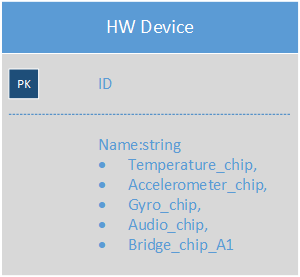 HW Device
PK ID
Name:string
• Temperature_chip,
• Accelerometer_chip,
• Gyro_chip,
• Audio_chip,
• Bridge_chip_A1